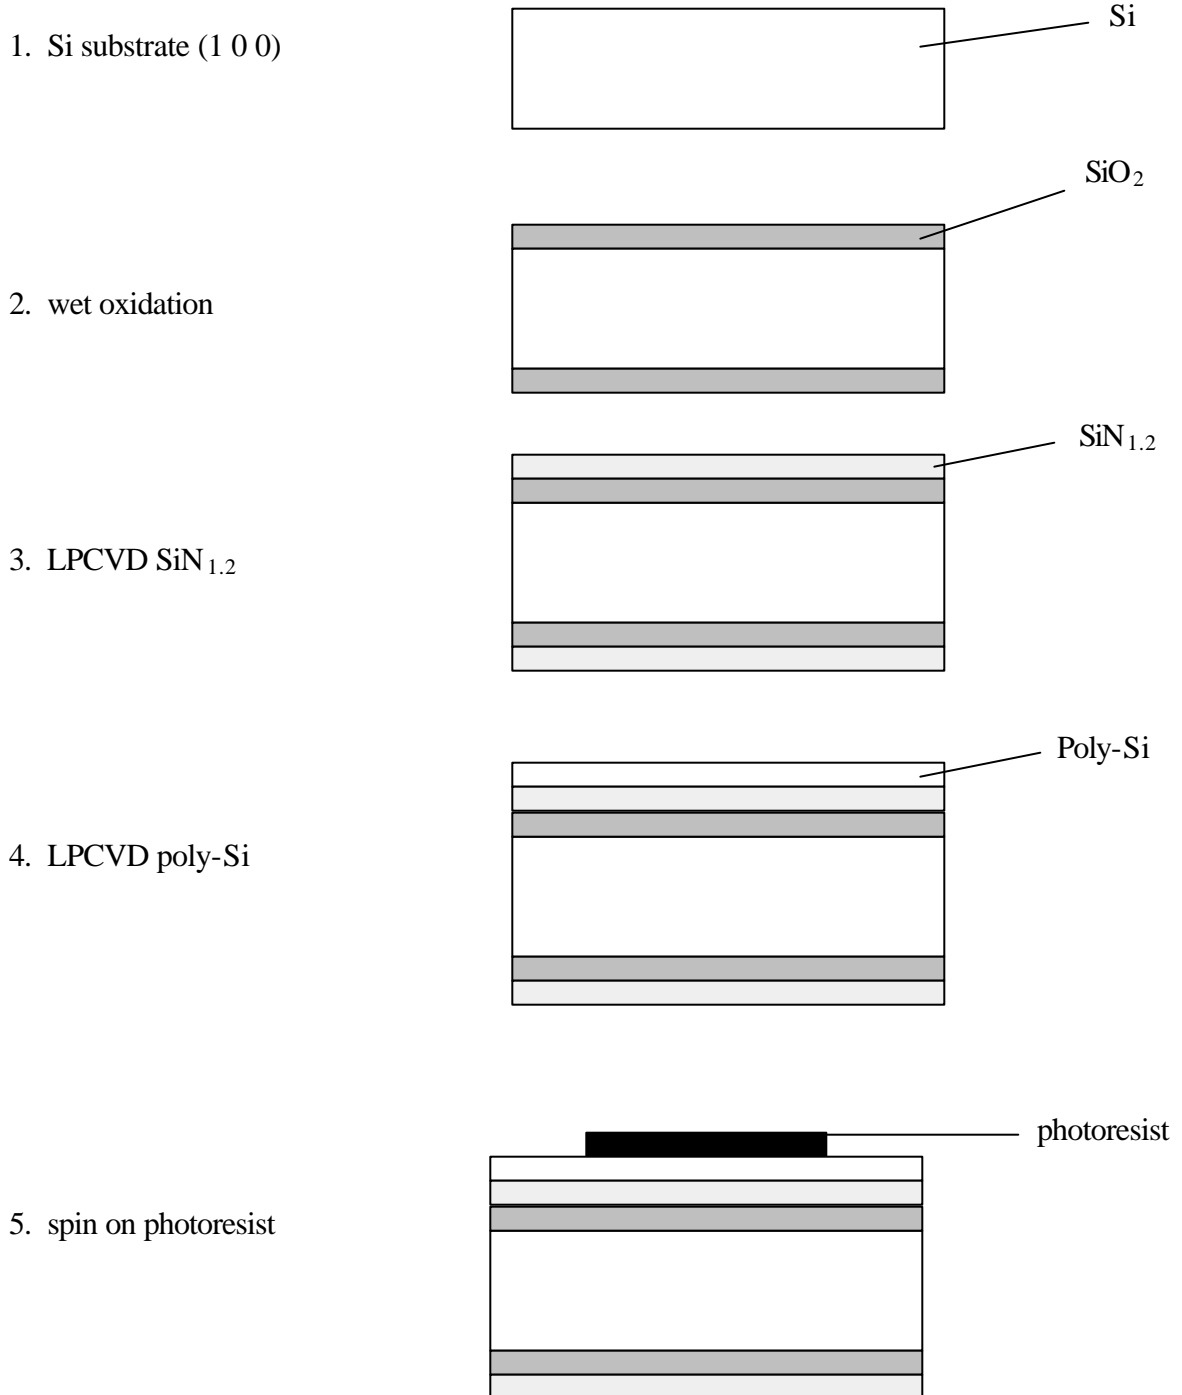 Si
1. Si substrate (1 0 0)
SiO2
2. wet oxidation
SiN1.2
3. LPCVD SiN1.2
Poly-Si
4. LPCVD poly-Si
photoresist
5. spin on photoresist